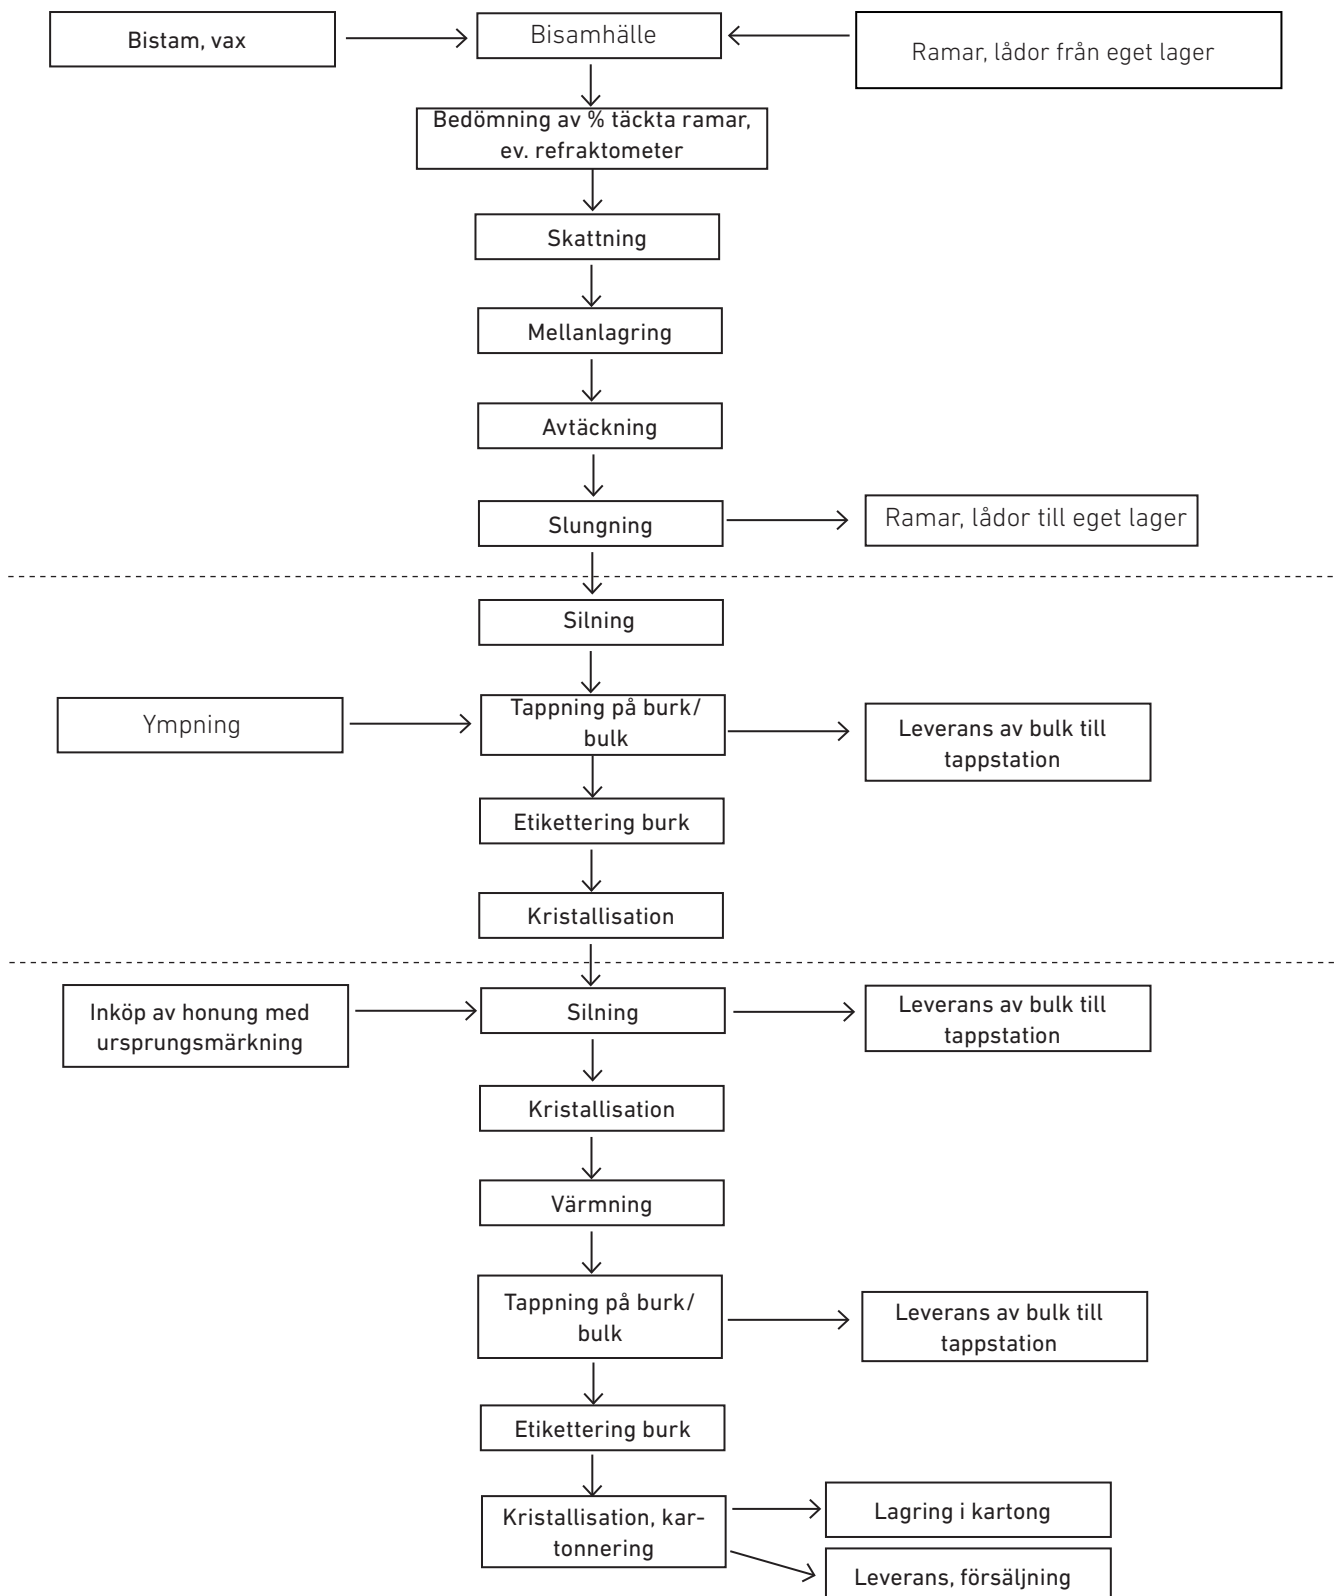 Bistam, vax
Bisamhälle
Ramar, lådor från eget lager
Bedömning av % täckta ramar,
ev. refraktometer
Skattning
Mellanlagring
Avtäckning
Slungning
Ramar, lådor till eget lager
Silning
Ympning
Tappning på burk/
bulk
Leverans av bulk till
tappstation
Etikettering burk
Kristallisation
Inköp av honung med
ursprungsmärkning
Silning
Leverans av bulk till
tappstation
Kristallisation
Värmning
Tappning på burk/
bulk
Leverans av bulk till
tappstation
Etikettering burk
Kristallisation, kar-
tonnering
Lagring i kartong
Leverans, försäljning